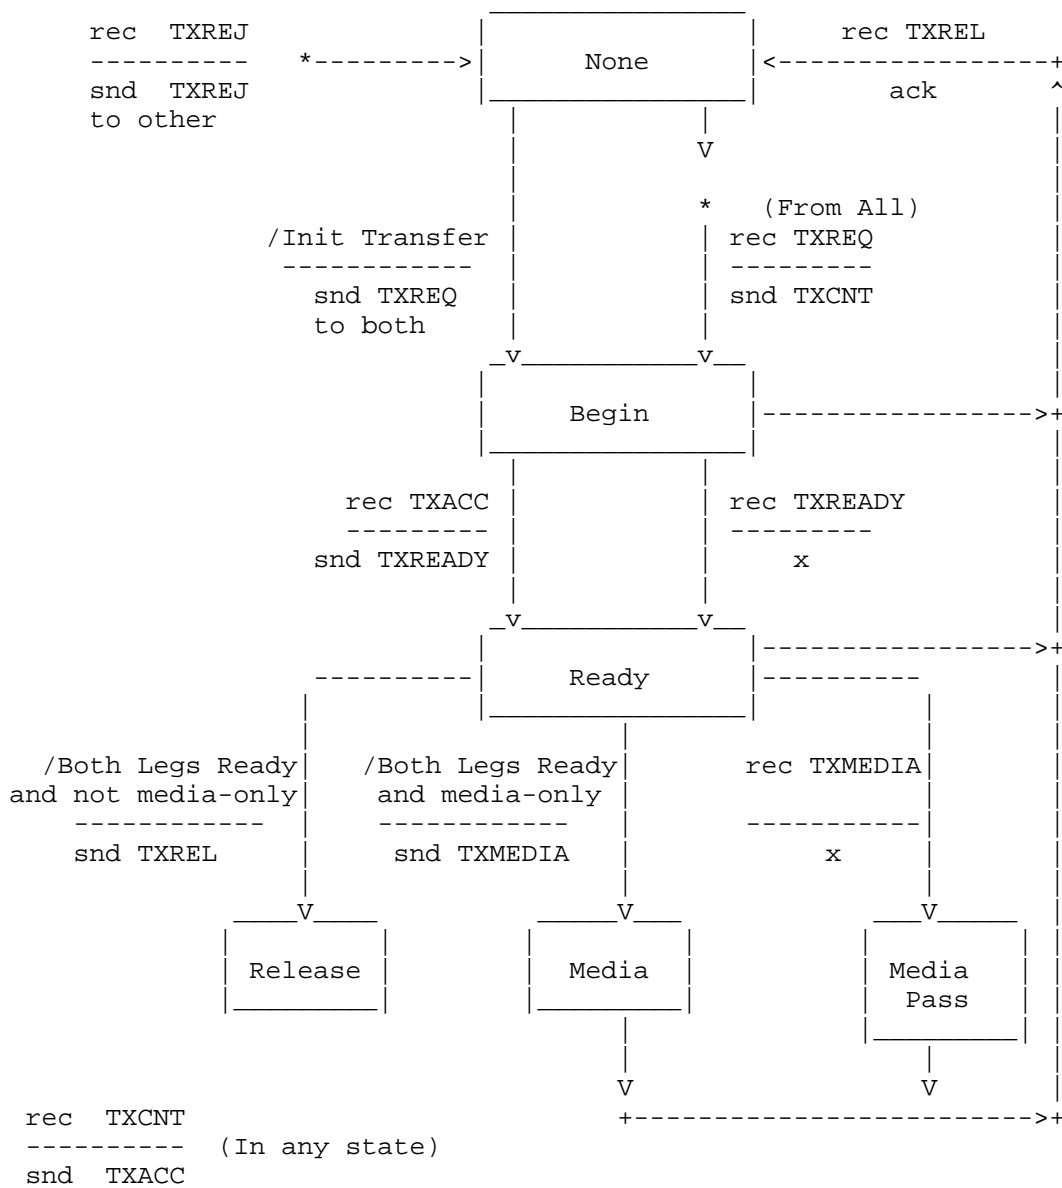 rec TXREJ
rec TXREL
---------- *--------->
None
<-----------------+
snd TXREJ
ack ^
to other
V
* (From All)
/Init Transfer
rec TXREQ
------------
---------
snd TXREQ
snd TXCNT
to both
v v
Begin
----------------->+
rec TXACC
rec TXREADY
---------
---------
snd TXREADY
x
v v
----------------->+
----------
Ready
----------
/Both Legs Ready
/Both Legs Ready
rec TXMEDIA
and not media-only
and media-only
------------
------------
-----------
snd TXREL
snd TXMEDIA
x
V V V
Release
Media
Media
Pass
V V
rec TXCNT
+-------------------------->+
---------- (In any state)
snd TXACC